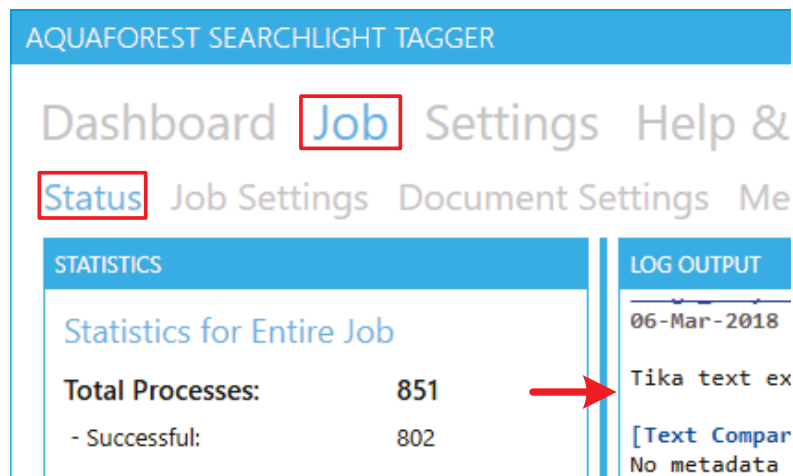 AQUAFOREST SEARCHLIGHT TAGGER
Dashboard Job Settings Help &
Status Job Settings Document Settings Me
STATISTICS
Statistics for Entire Job
Total Processes: 851
- Successful: 802
LOG OUTPUT
06-Mar-2018
Tika text ex
[Text Compar
No metadata